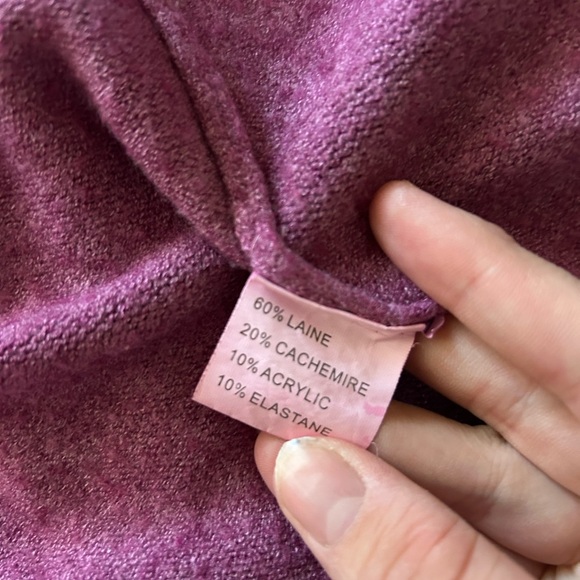 60% LAINE
20% CACHEMIRE
10% ACRYLIC
10% ELASTANE